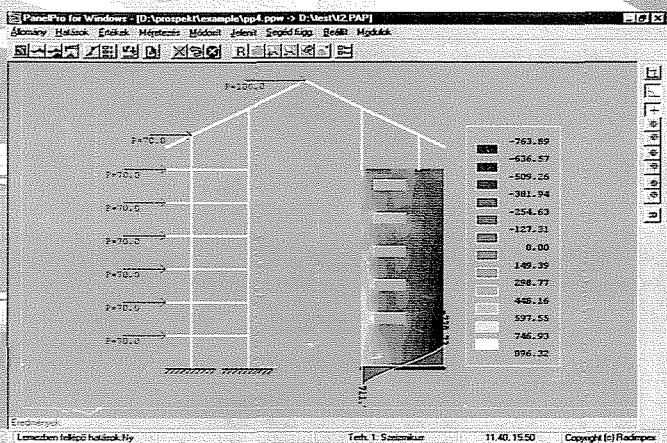 PanelPro for Windows - [D:\prospekt\example\pp4.ppw -> D:\test\t2.PAP]
Állomány Hatások Értékek Méretezés Módosít Jelenít Segéd függ. Beállít Modulok
P=100.0
P=70.0
P=70.0
P=70.0
P=70.0
P=70.0
P=70.0
P=70.0
-763.89
-636.57
-509.26
-381.94
-254.63
-127.31
0.00
149.39
298.77
448.16
597.55
746.93
896.32
Eredmények
Lemezben fellépő hatások:Ny
Teh. 1: Szeizmikus
11.40, 15.50
Copyright (c) Radimpex